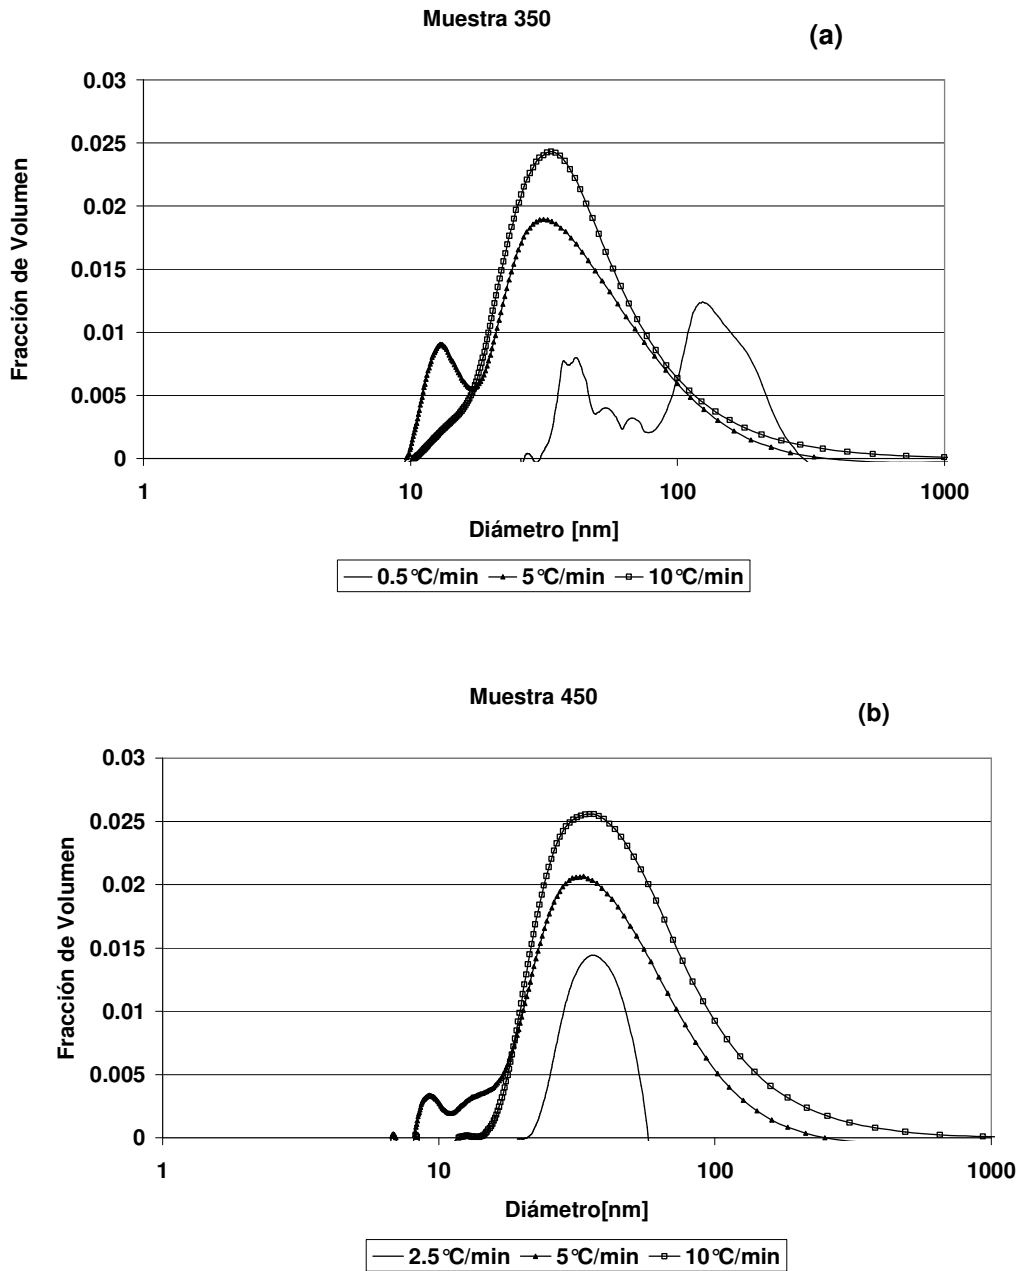 Muestra 350
(a)
0.03
0.025
0.02
0.015
0.01
0.005
0
Fracción de Volumen
1 10 100 1000
Diámetro [nm]
0.5°C/min 5°C/min 10°C/min
Muestra 450
(b)
0.03
0.025
0.02
0.015
0.01
0.005
0
Fracción de Volumen
1 10 100 1000
Diámetro[nm]
2.5°C/min 5°C/min 10°C/min